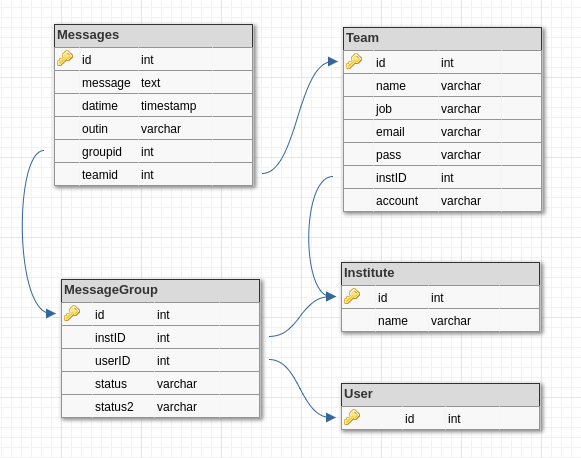 Messages
id int
message text
datime timestamp
outin varchar
groupid int
teamid int
Team
id int
name varchar
job varchar
email varchar
pass varchar
instID int
account varchar
MessageGroup
id int
instID int
userID int
status varchar
status2 varchar
Institute
id int
name varchar
User
id int